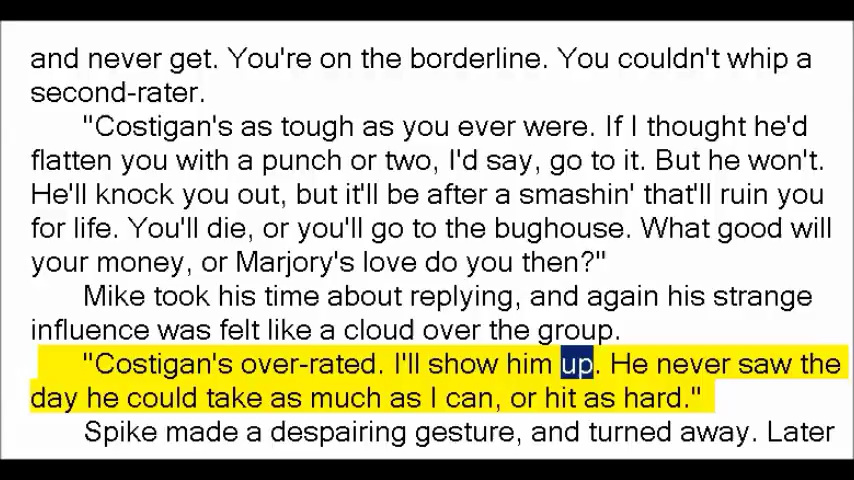 and never get. You're on the borderline. You couldn't whip a
second-rater.
"Costigan's as tough as you ever were. If I thought he'd
flatten you with a punch or two, I'd say, go to it. But he won't.
He'll knock you out, but it'll be after a smashin' that'll ruin you
for life. You'll die, or you'll go to the bughouse. What good will
your money, or Marjory's love do you then?"
Mike took his time about replying, and again his strange
influence was felt like a cloud over the group.
"Costigan's over-rated. I'll show him up. He never saw the
day he could take as much as I can, or hit as hard."
Spike made a despairing gesture, and turned away. Later